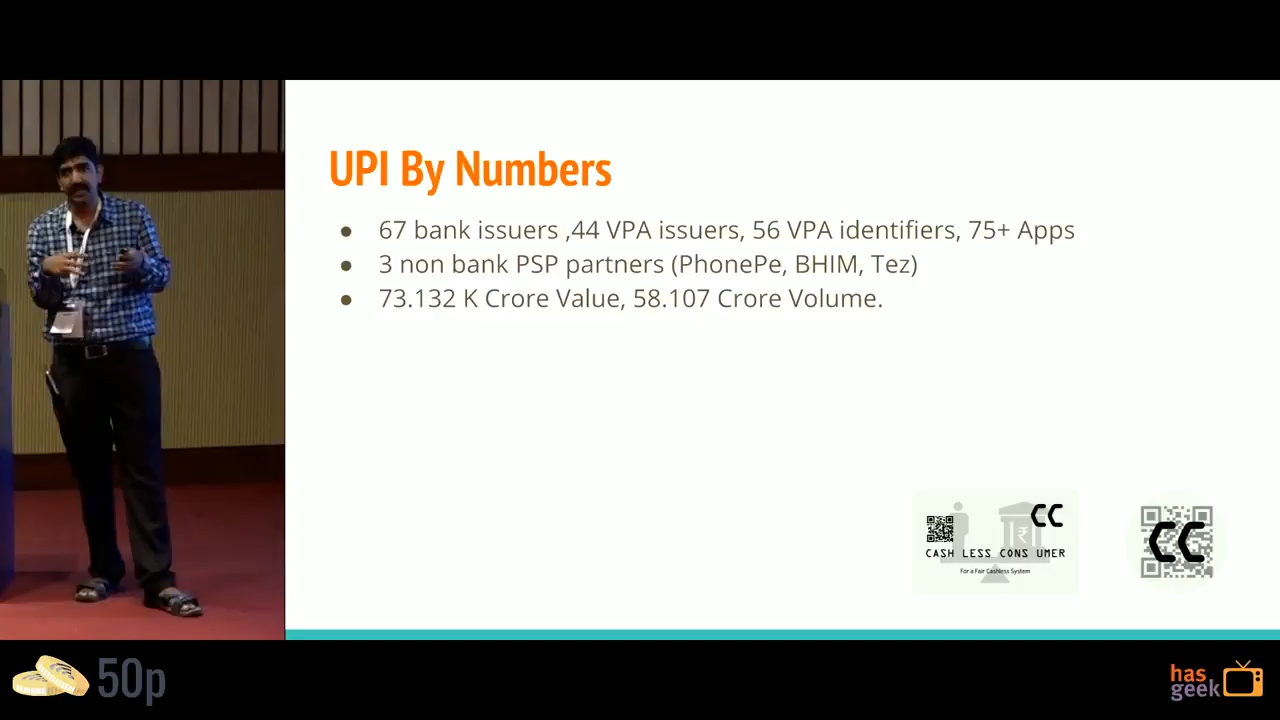 UPI By Numbers
● 67 bank issuers ,44 VPA issuers, 56 VPA identifiers, 75+ Apps
● 3 non bank PSP partners (PhonePe, BHIM, Tez)
● 73.132 K Crore Value, 58.107 Crore Volume.
CC
CASH LESS CONS UMER
For a Fair Cashless System
CC
50p
has
geek